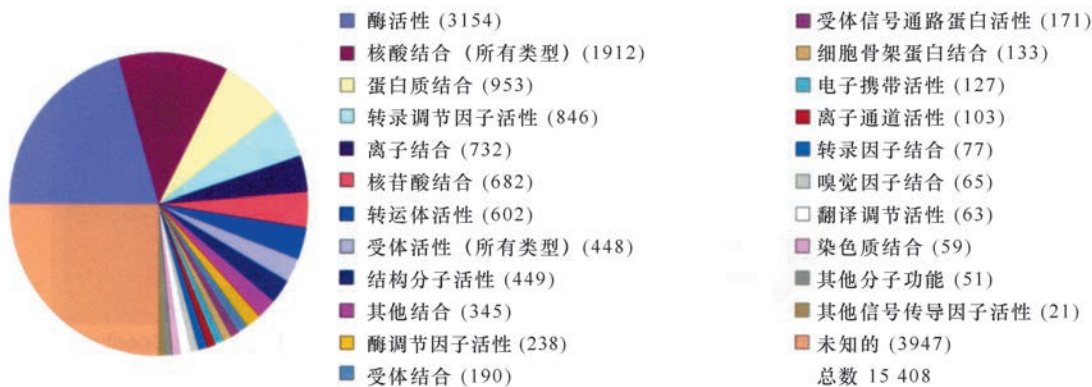 酶活性 (3154)
核酸结合（所有类型）(1912)
蛋白质结合 (953)
转录调节因子活性 (846)
离子结合 (732)
核苷酸结合 (682)
转运体活性 (602)
受体活性（所有类型）(448)
结构分子活性 (449)
其他结合 (345)
酶调节因子活性 (238)
受体结合 (190)
受体信号通路蛋白活性 (171)
细胞骨架蛋白结合 (133)
电子携带活性 (127)
离子通道活性 (103)
转录因子结合 (77)
嗅觉因子结合 (65)
翻译调节活性 (63)
染色质结合 (59)
其他分子功能 (51)
其他信号传导因子活性 (21)
未知的 (3947)
总数 15 408